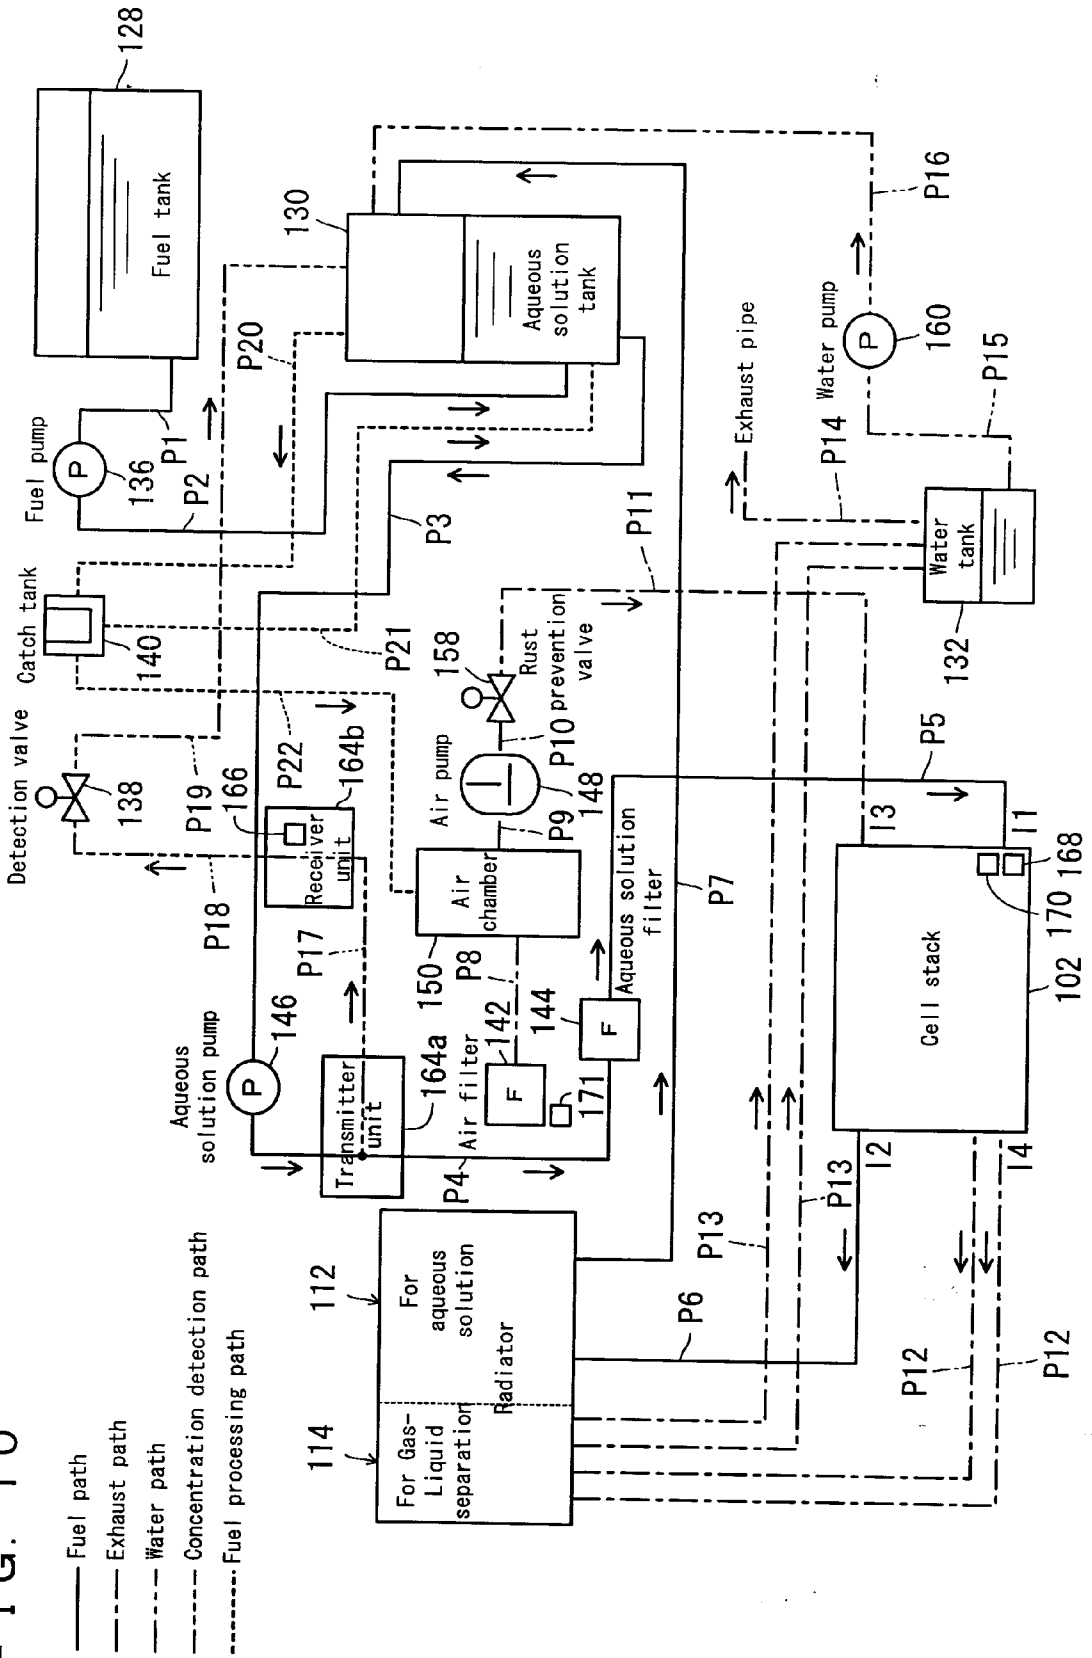 FIG. 10
Fuel path
Exhaust path
Water path
Concentration detection path
Fuel processing path
Detection valve
138
Catch tank
140
Fuel pump
P
136
P1
P2
128
Fuel tank
P20
130
Aqueous
solution
tank
P3
P21
P22
P19
P18
166
164b
Receiver
unit
P17
Aqueous
solution pump
P
146
Transmitter
unit
164a
P4
Air filter
142
F
171
P8
150
Air
chamber
P9
Air pump
148
P10
158
Rust
prevention
valve
P11
144
F
Aqueous solution
filter
P7
P5
112
For
aqueous
solution
Radiator
114
For Gas-
Liquid
separation
P6
P13
P13
P12
P12
I2
I4
I3
I1
Cell stack
102
170
168
Exhaust pipe
P14
Water pump
P
160
P15
P16
Water
tank
132